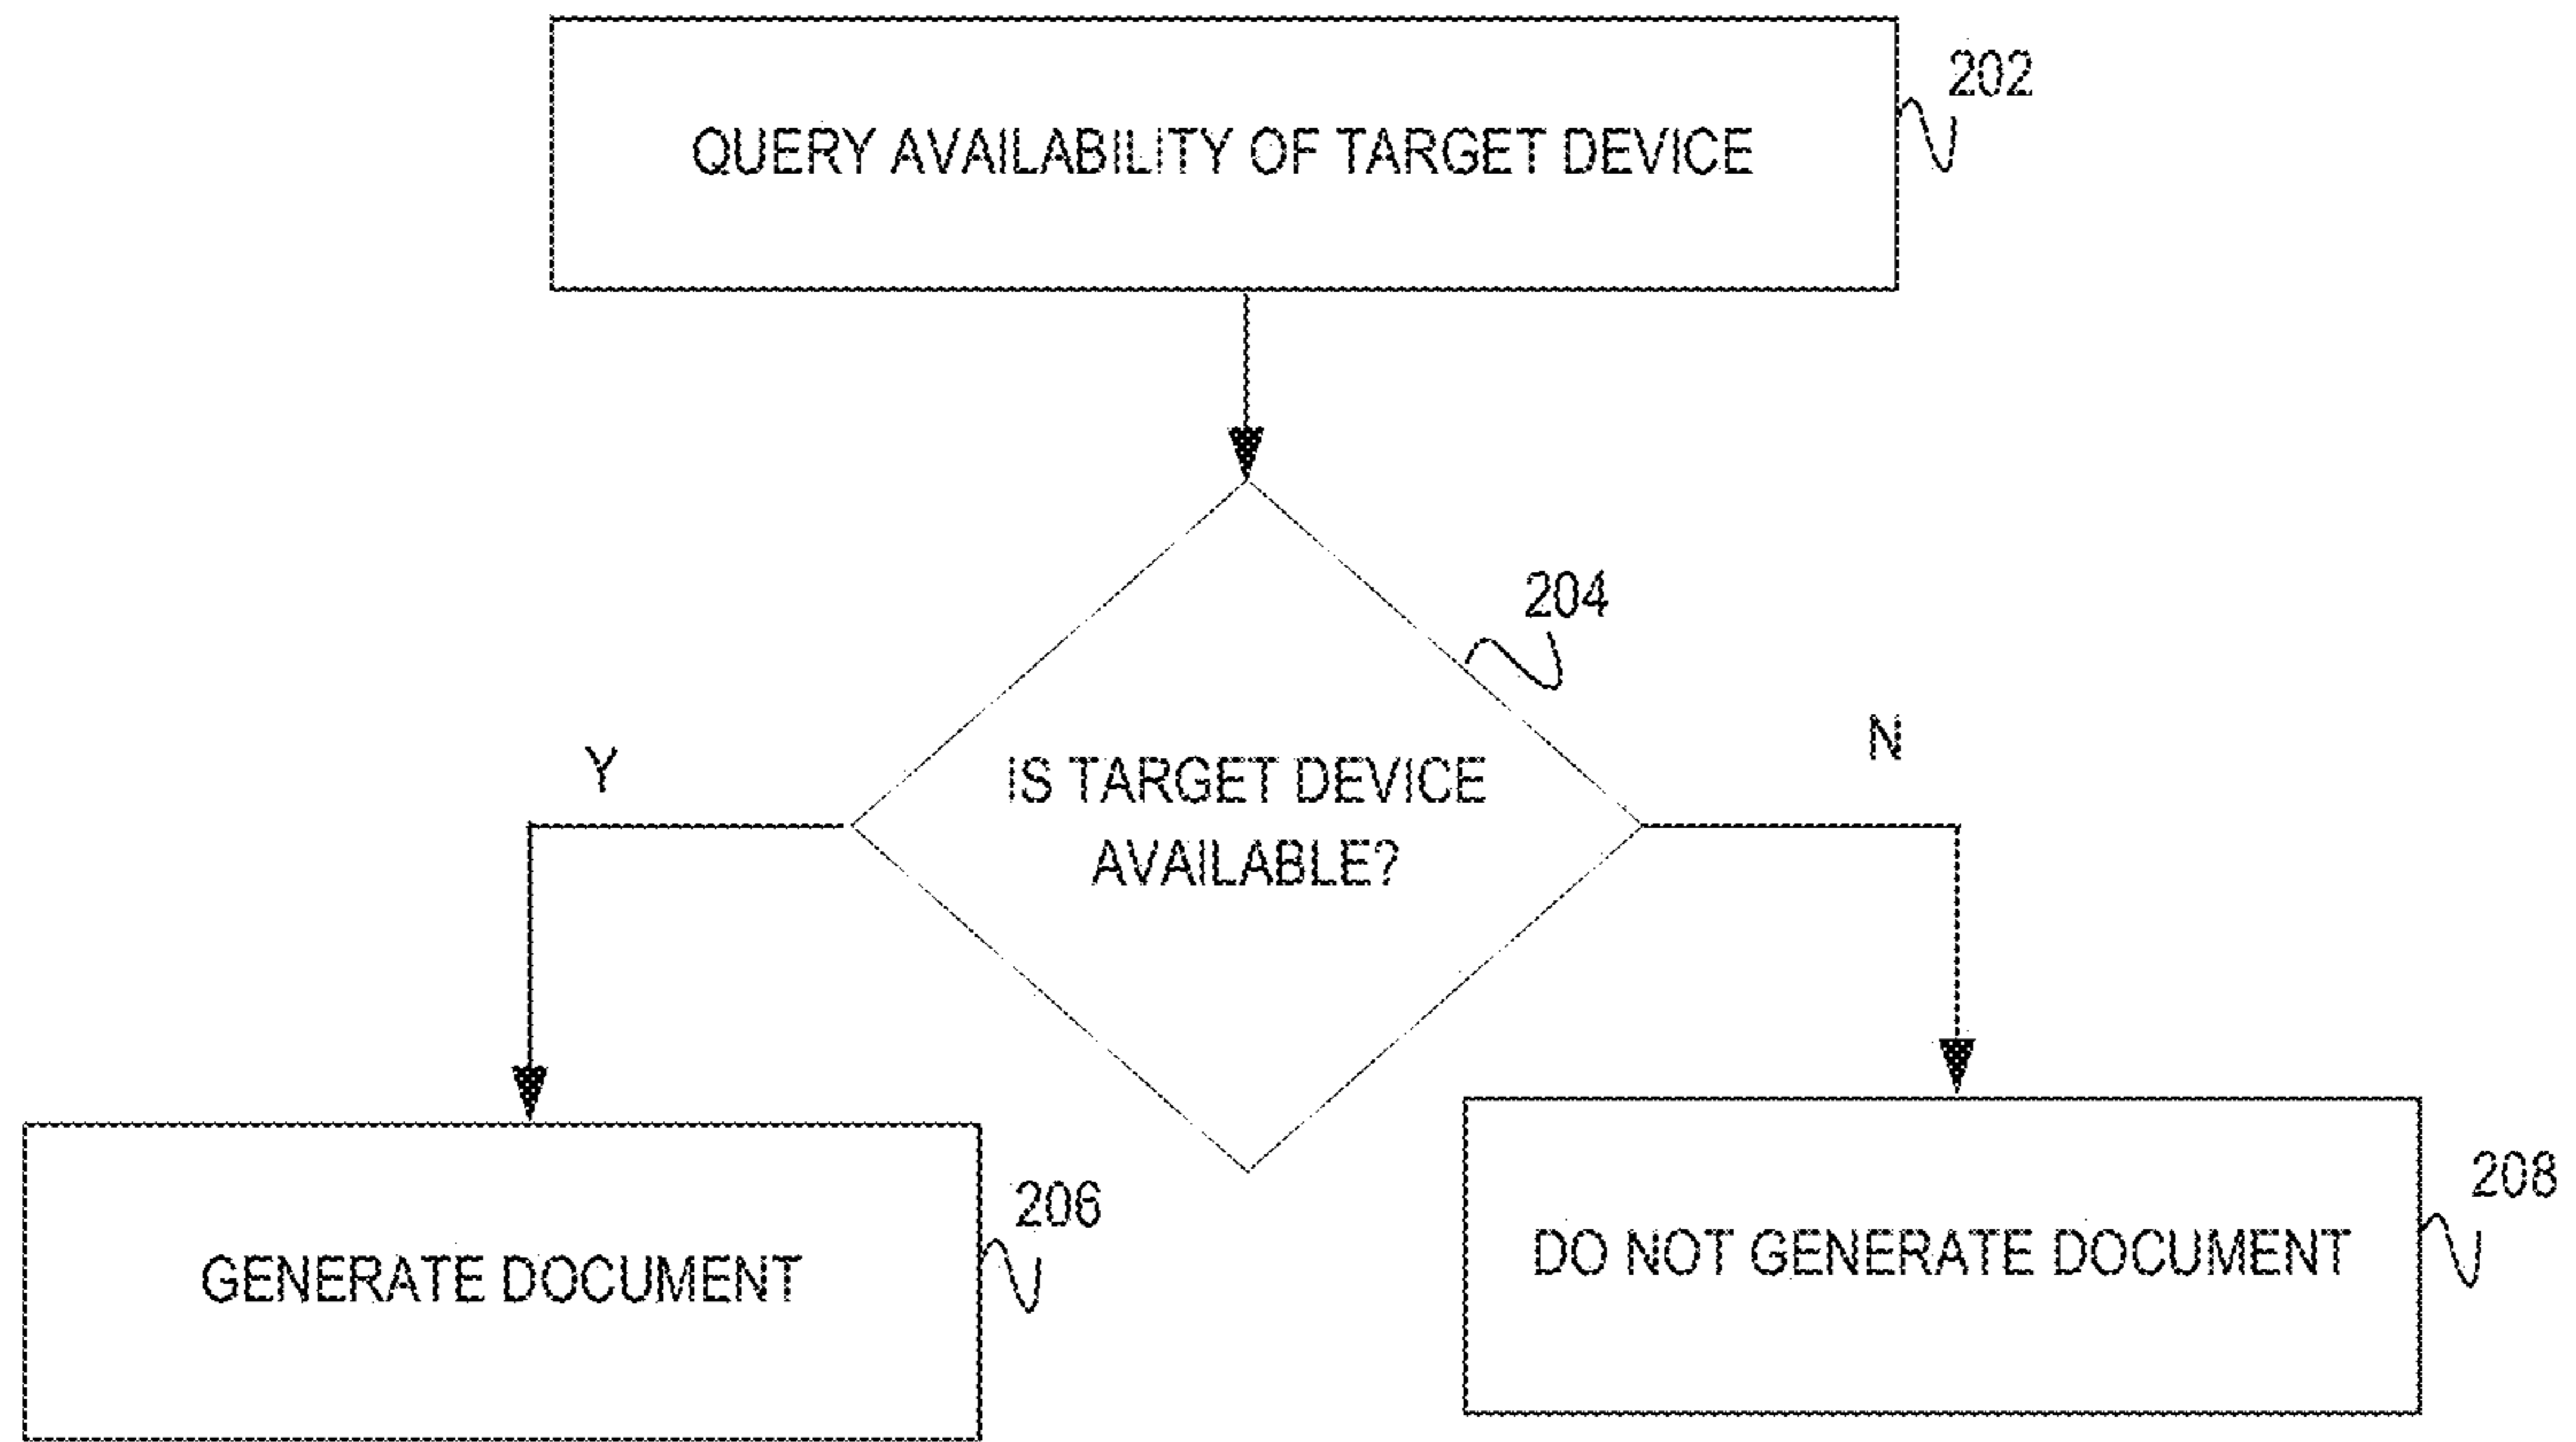 202
QUERY AVAILABILITY OF TARGET DEVICE
204
Y
N
IS TARGET DEVICE
AVAILABLE?
206
208
GENERATE DOCUMENT
DO NOT GENERATE DOCUMENT